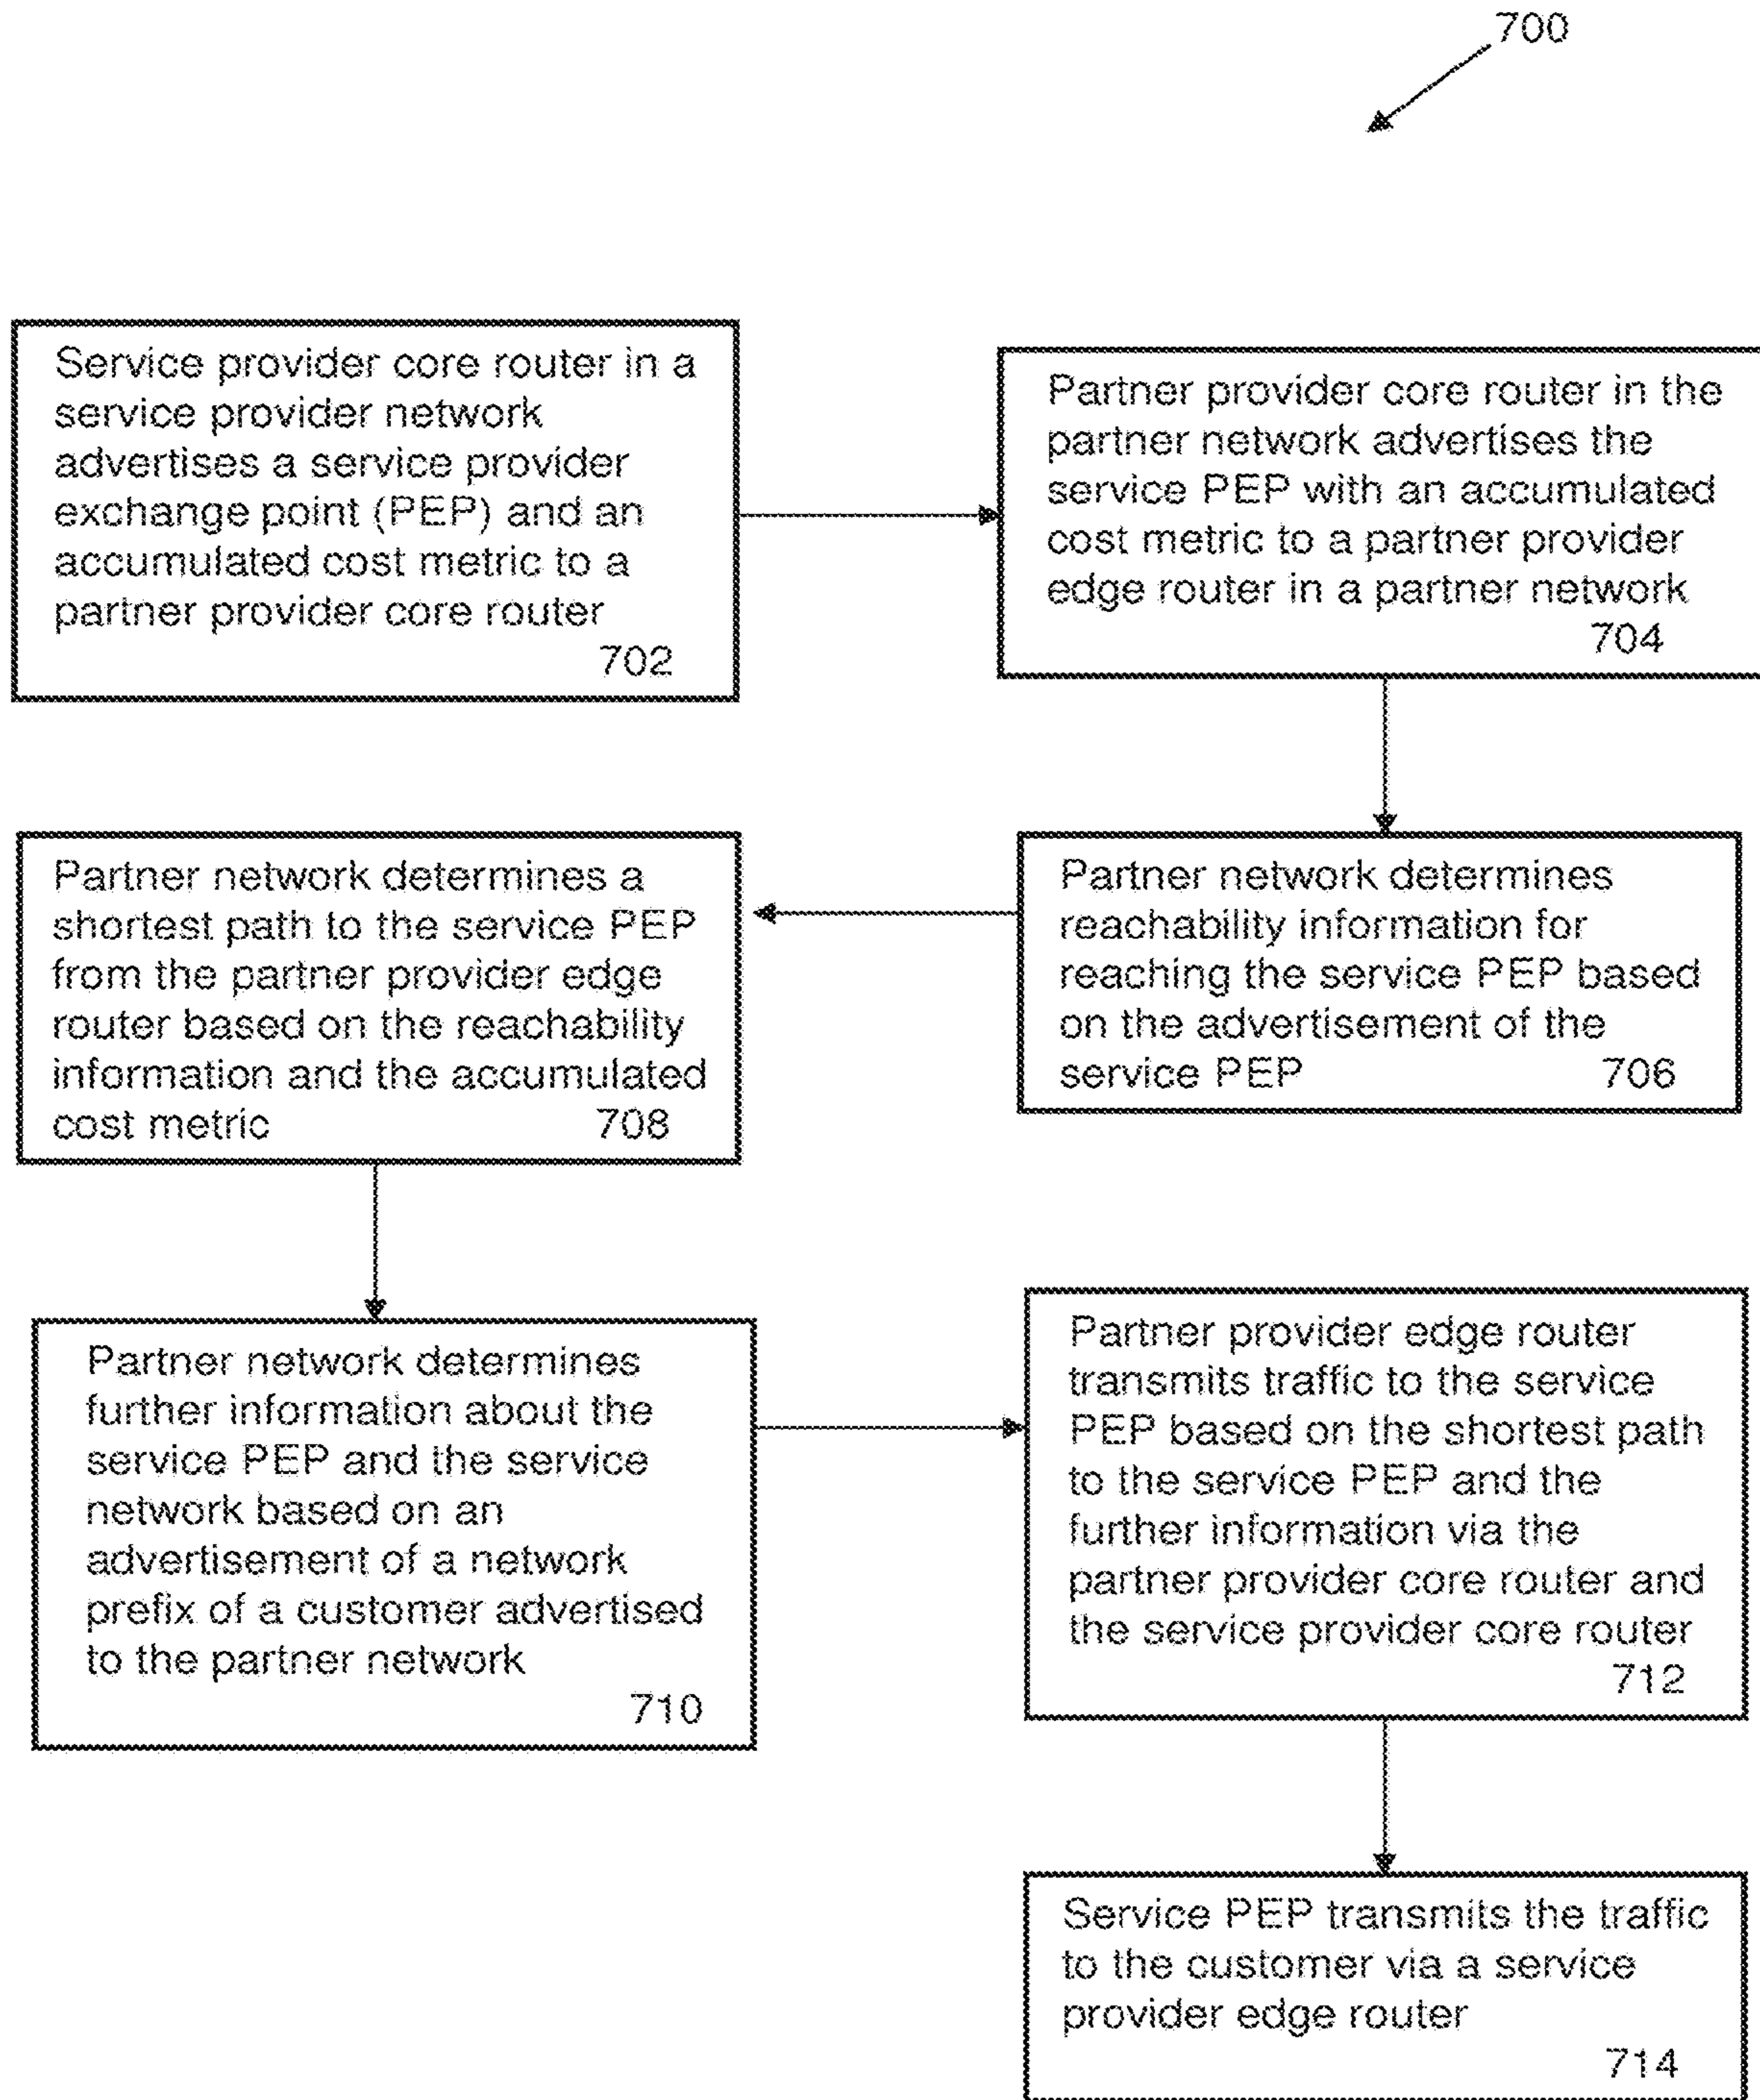 700
Service provider core router in a
service provider network
advertises a service provider
exchange point (PEP) and an
accumulated cost metric to a
partner provider core router
702
Partner provider core router in the
partner network advertises the
service PEP with an accumulated
cost metric to a partner provider
edge router in a partner network
704
Partner network determines
reachability information for
reaching the service PEP based
on the advertisement of the
service PEP 706
Partner network determines a
shortest path to the service PEP
from the partner provider edge
router based on the reachability
information and the accumulated
cost metric 708
Partner network determines
further information about the
service PEP and the service
network based on an
advertisement of a network
prefix of a customer advertised
to the partner network
710
Partner provider edge router
transmits traffic to the service
PEP based on the shortest path
to the service PEP and the
further information via the
partner provider core router and
the service provider core router
712
Service PEP transmits the traffic
to the customer via a service
provider edge router
714